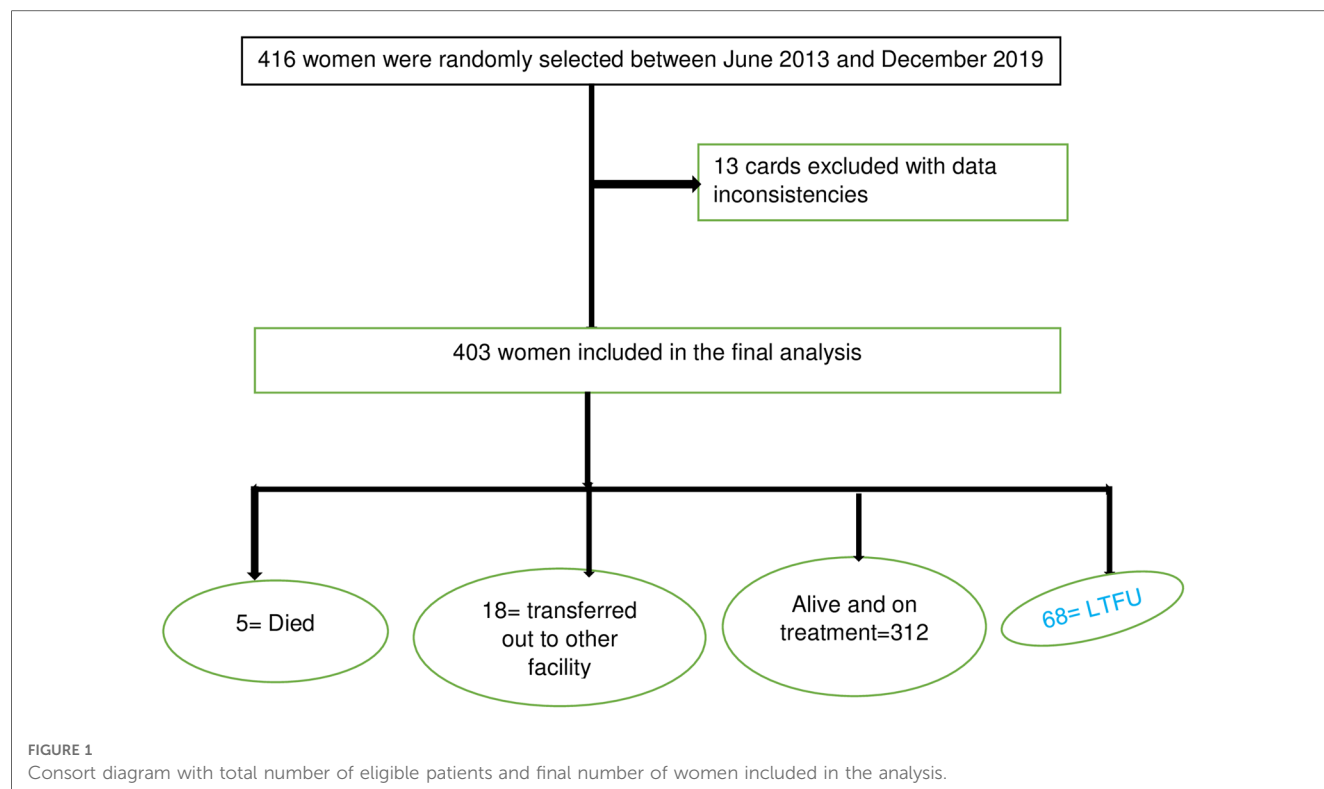 416 women were randomly selected between June 2013 and December 2019
13 cards excluded with data
inconsistencies
403 women included in the final analysis
5= Died
18= transferred
out to other
facility
Alive and on
treatment=312
68= LTFU
FIGURE 1
Consort diagram with total number of eligible patients and final number of women included in the analysis.